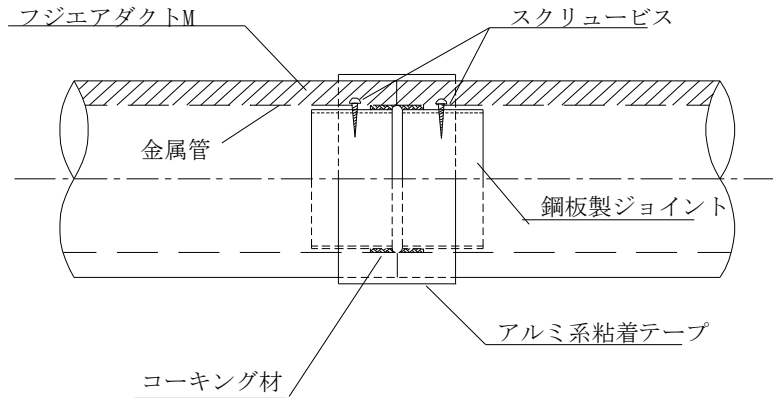 フジエアダクトM
スクリュービス
金属管
鋼板製ジョイント
アルミ系粘着テープ
コーキング材